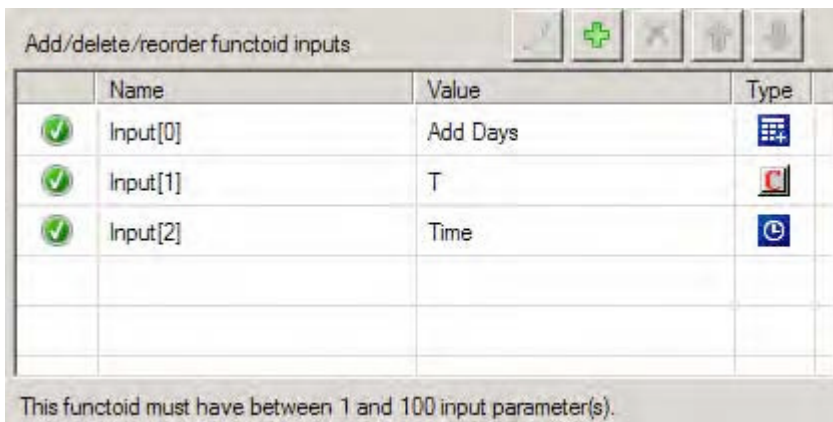 Add/delete/reorder functoid inputs
Name Value Type
Input[0] Add Days
Input[1] T C
Input[2] Time
This functoid must have between 1 and 100 input parameter(s).